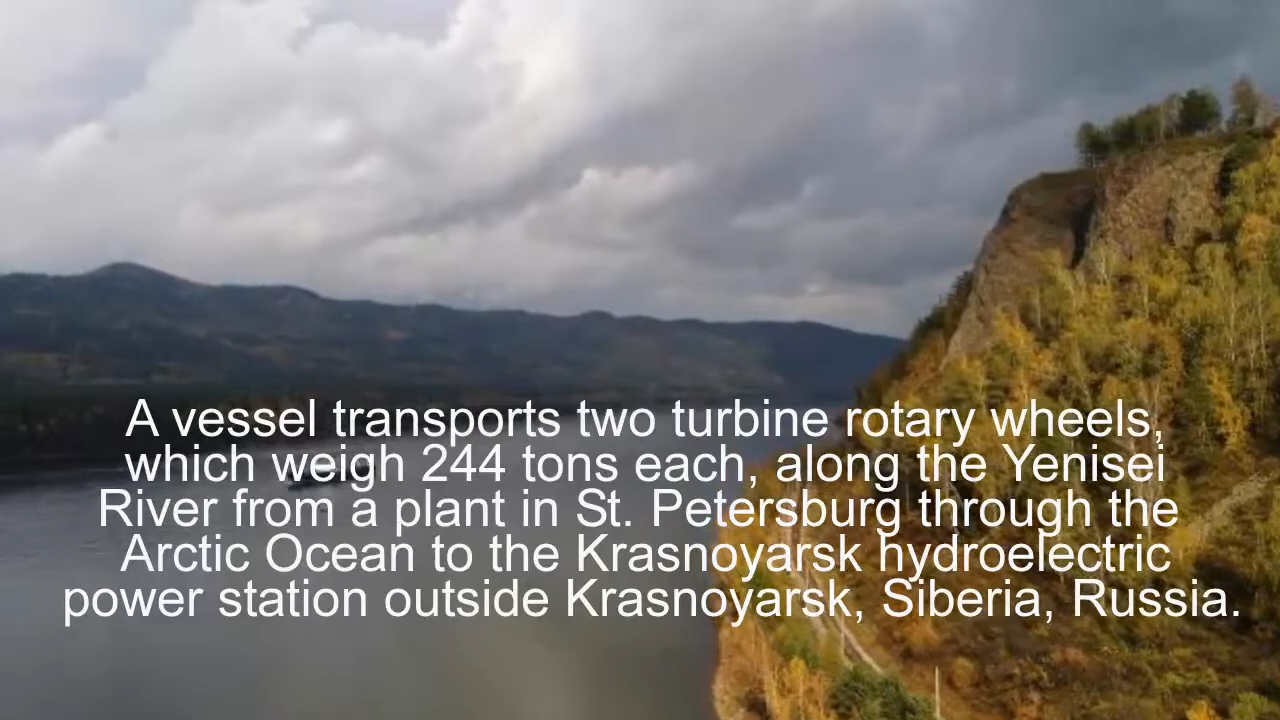 A vessel transports two turbine rotary wheels,
which weigh 244 tons each, along the Yenisei
River from a plant in St. Petersburg through the
Arctic Ocean to the Krasnoyarsk hydroelectric
power station outside Krasnoyarsk, Siberia, Russia.